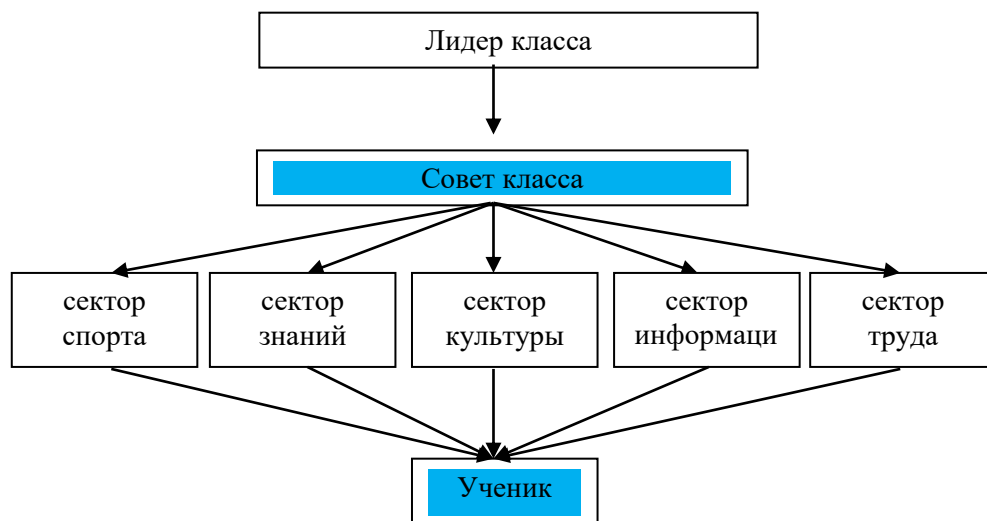 Лидер класса
Совет класса
сектор
спорта
сектор
знаний
сектор
культуры
сектор
информаци
сектор
труда
Ученик